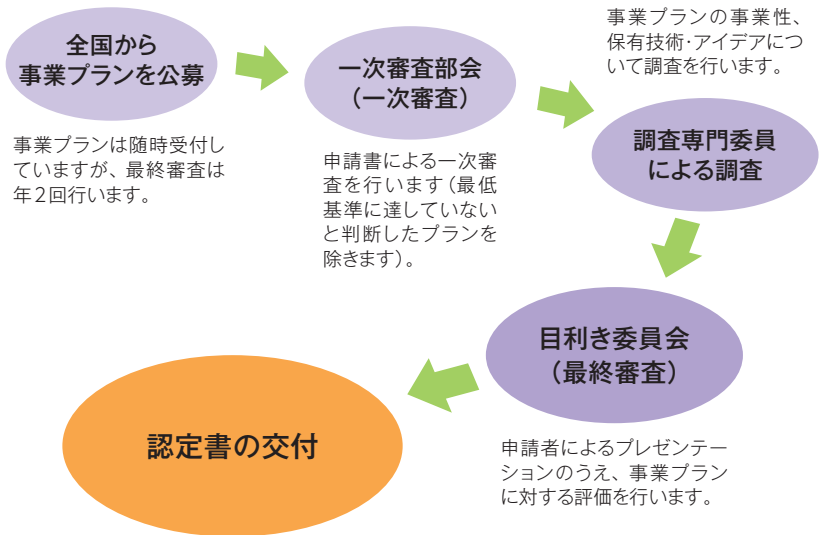 全国から
事業プランを公募
事業プランは随時受付し
ていますが、最終審査は
年2回行います。
一次審査部会
（一次審査）
申請書による一次審
査を行います（最低
基準に達していない
と判断したプランを
除きます）。
事業プランの事業性、
保有技術・アイデアにつ
いて調査を行います。
調査専門委員
による調査
目利き委員会
（最終審査）
申請者によるプレゼンテー
ションのうえ、事業プラン
に対する評価を行います。
認定書の交付